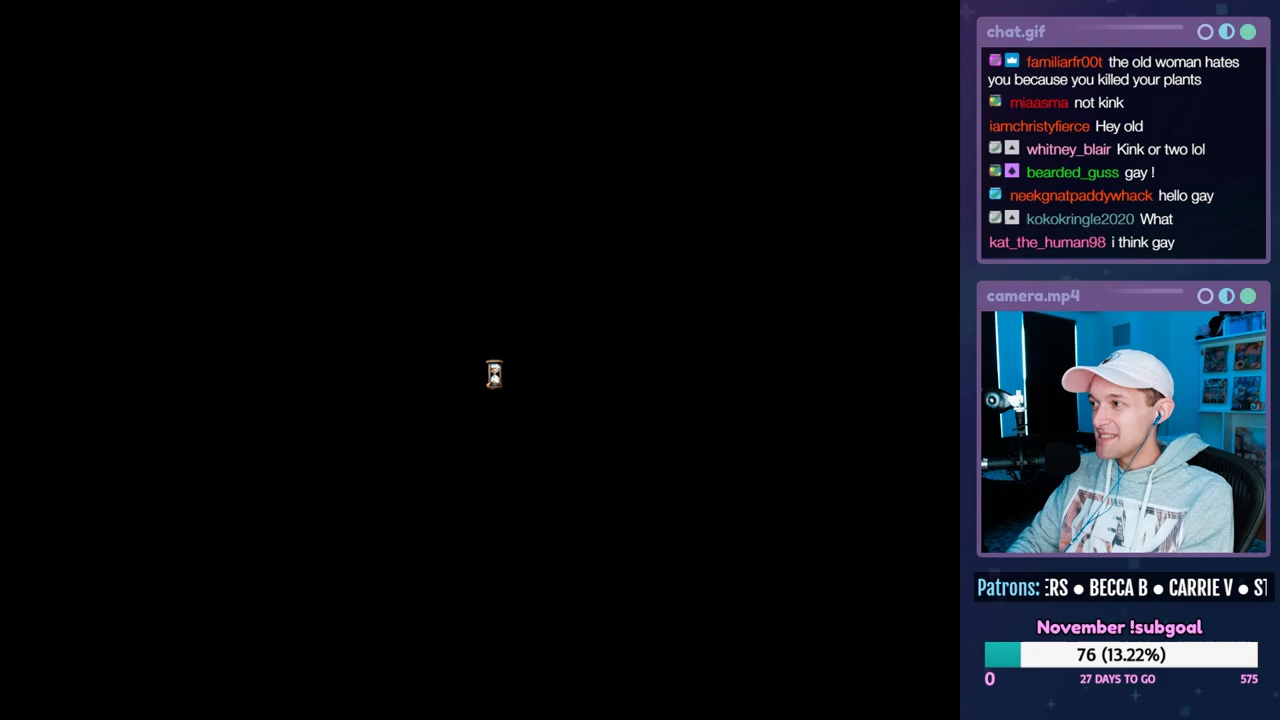 chat.gif
familiarfr00t the old woman hates
you because you killed your plants
miaasma not kink
iamchristyfierce Hey old
whitney_blair Kink or two lol
bearded_guss gay !
neekgnatpaddywhack hello gay
kokokringle2020 What
kat_the_human98 i think gay
camera.mp4
Patrons: ERS ● BECCA B ● CARRIE V ● ST
November !subgoal
76 (13.22%)
0 27 DAYS TO GO 575